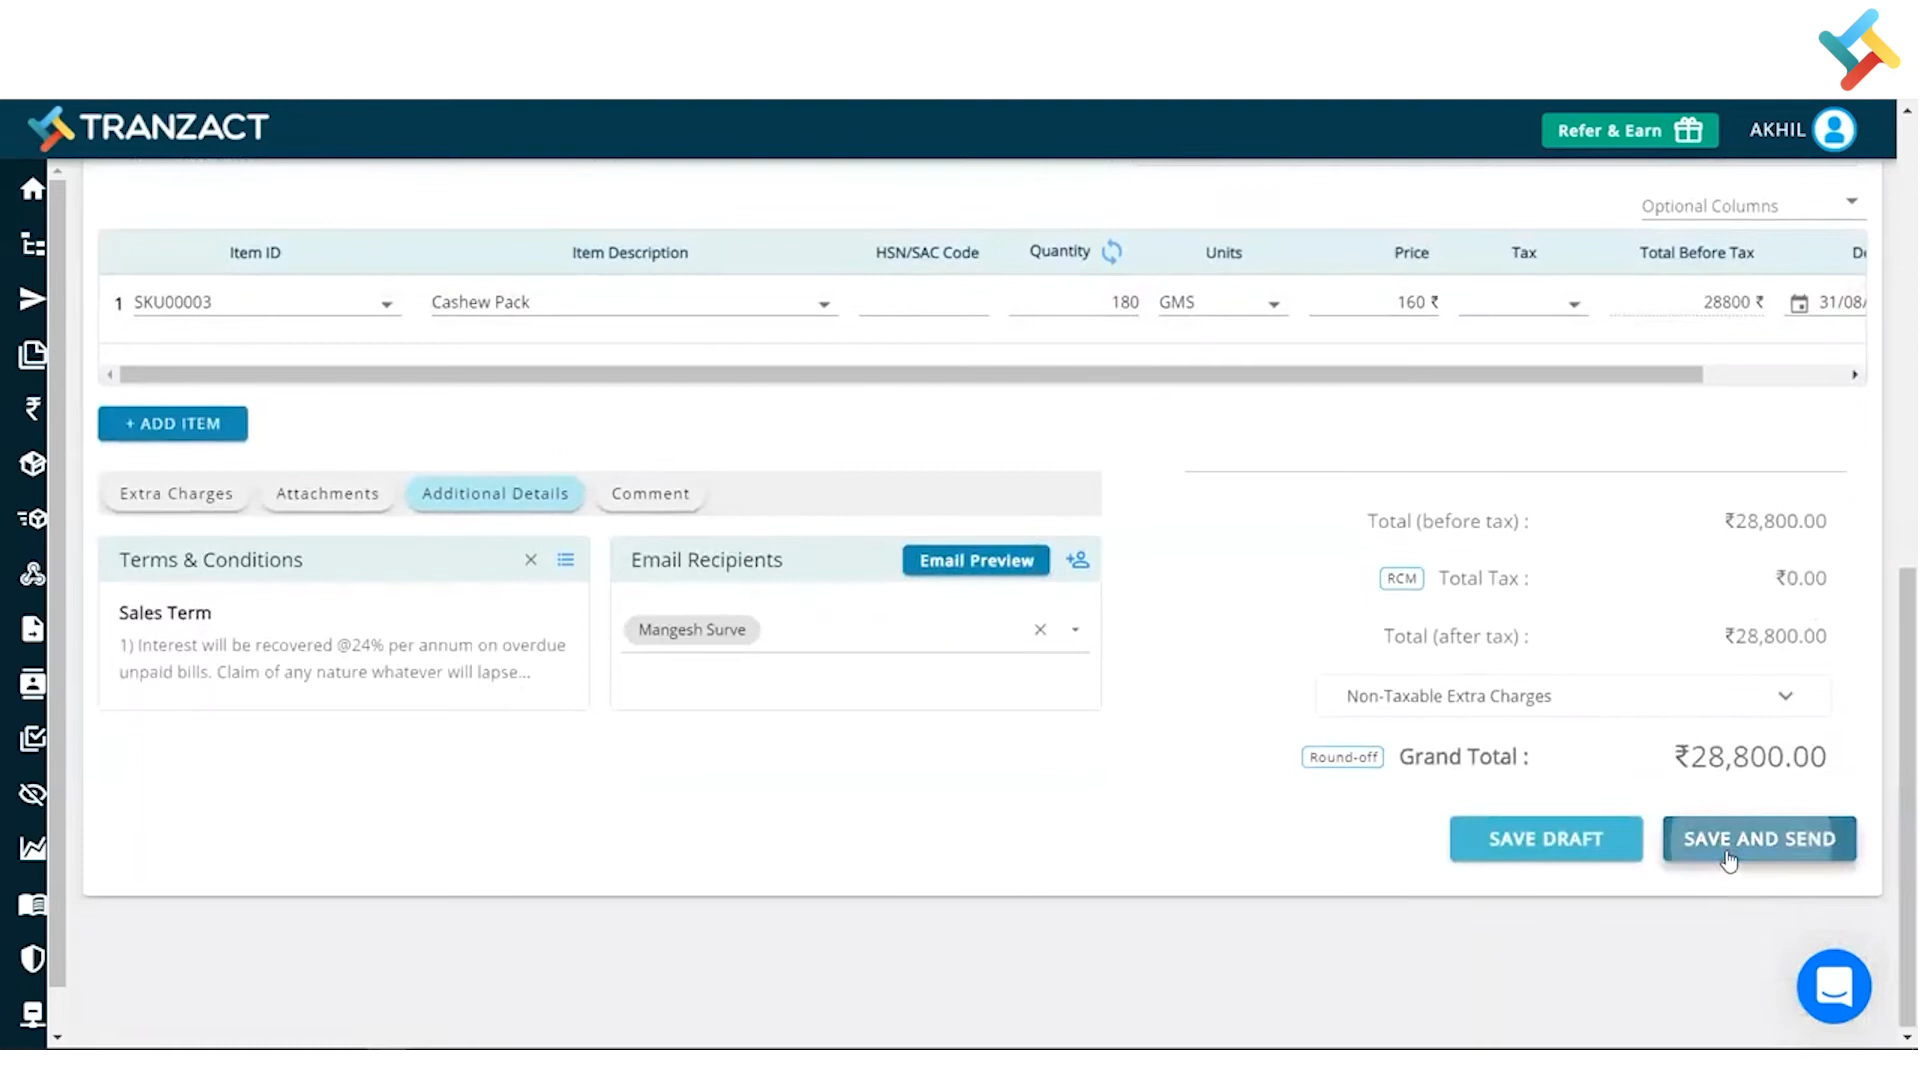 TRANZACT
Refer & Earn
AKHIL
Optional Columns
Item ID
Item Description
HSN/SAC Code
Quantity
Units
Price
Tax
Total Before Tax
De
1
SKU00003
Cashew Pack
180
GMS
160 ₹
28800 ₹
31/08/
+ ADD ITEM
Extra Charges
Attachments
Additional Details
Comment
Terms & Conditions
Sales Term
1) Interest will be recovered @24% per annum on overdue
unpaid bills. Claim of any nature whatever will lapse...
Email Recipients
Email Preview
Mangesh Surve
Total (before tax) :
₹28,800.00
RCM
Total Tax :
₹0.00
Total (after tax) :
₹28,800.00
Non-Taxable Extra Charges
Round-off
Grand Total :
₹28,800.00
SAVE DRAFT
SAVE AND SEND